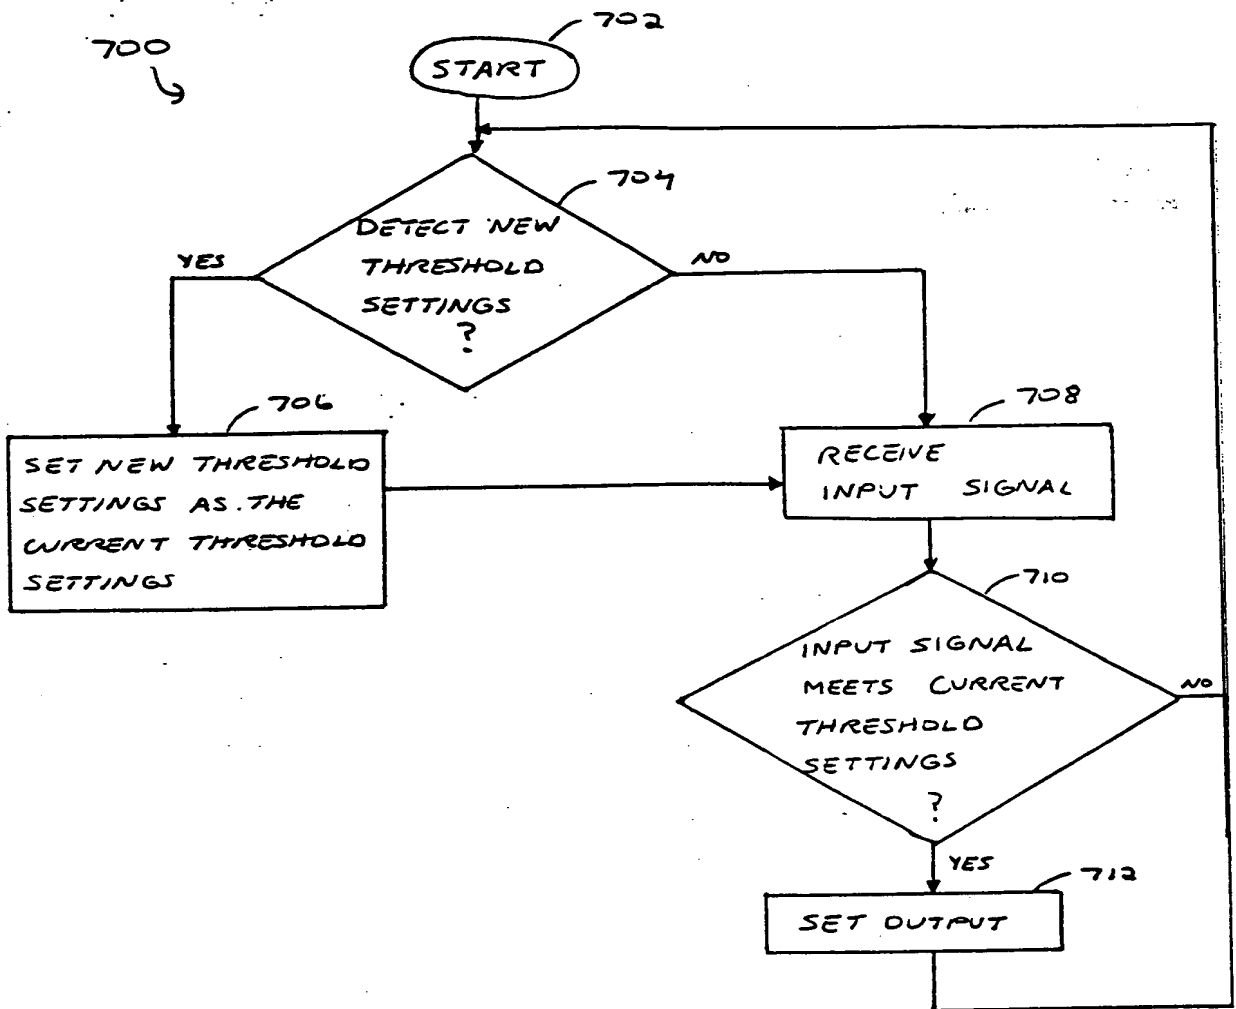 700
702
START
704
DETECT NEW
THRESHOLD
SETTINGS
?
YES
NO
706
SET NEW THRESHOLD
SETTINGS AS THE
CURRENT THRESHOLD
SETTINGS
708
RECEIVE
INPUT SIGNAL
710
INPUT SIGNAL
MEETS CURRENT
THRESHOLD
SETTINGS
?
NO
YES
712
SET OUTPUT